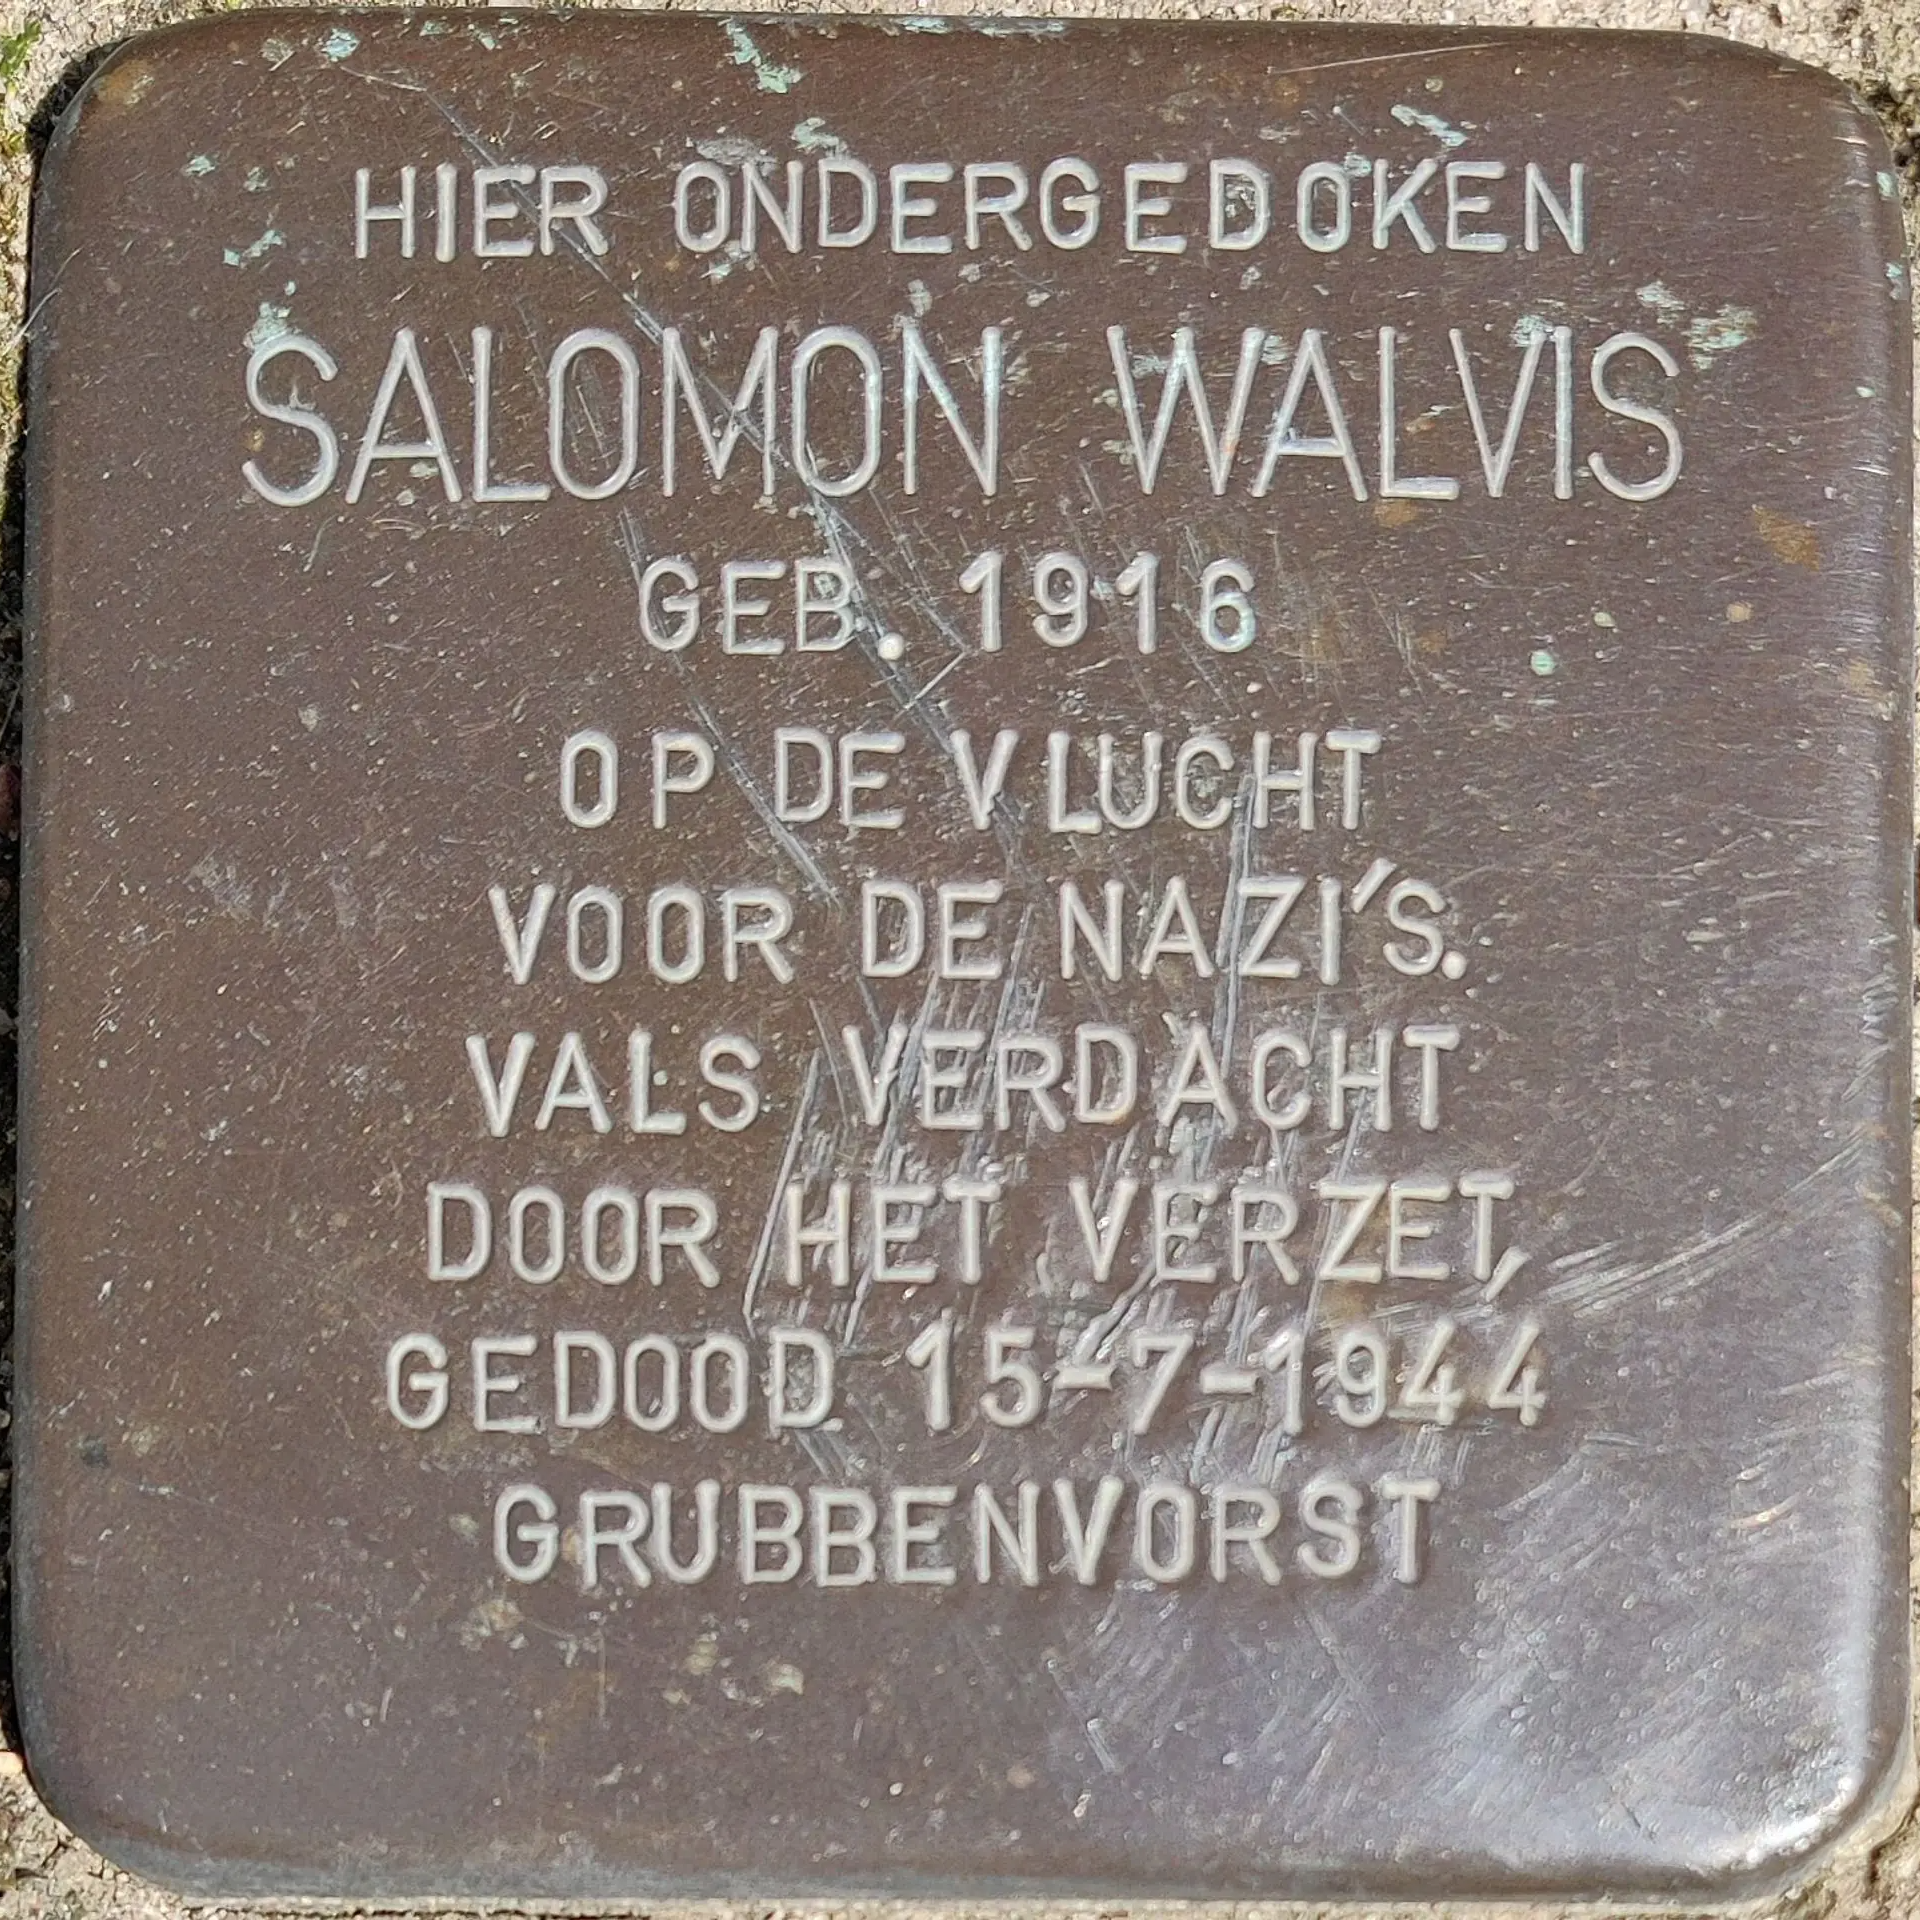 HIER ONDERGEDOKEN
SALOMON WALVIS
GEB. 1916
OP DE VLUCHT
VOOR DE NAZI'S.
VALS VERDACHT
DOOR HET VERZET,
GEDOOD 15-7-1944
GRUBBENVORST